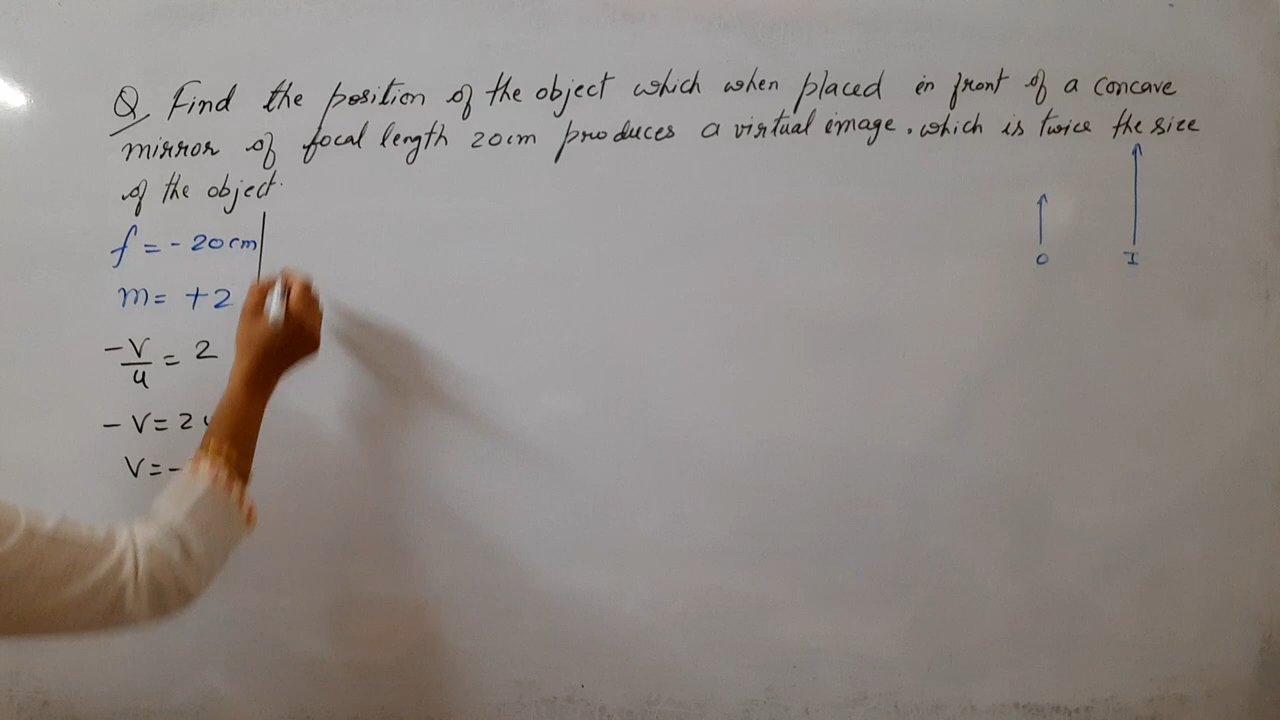 Q. Find the position of the object which when placed in front of a concave
mirror of focal length 20cm produces a virtual image, which is twice the size
of the object.
f = - 20cm
m = +2
-V/u = 2
- V = 2
V = -
O I